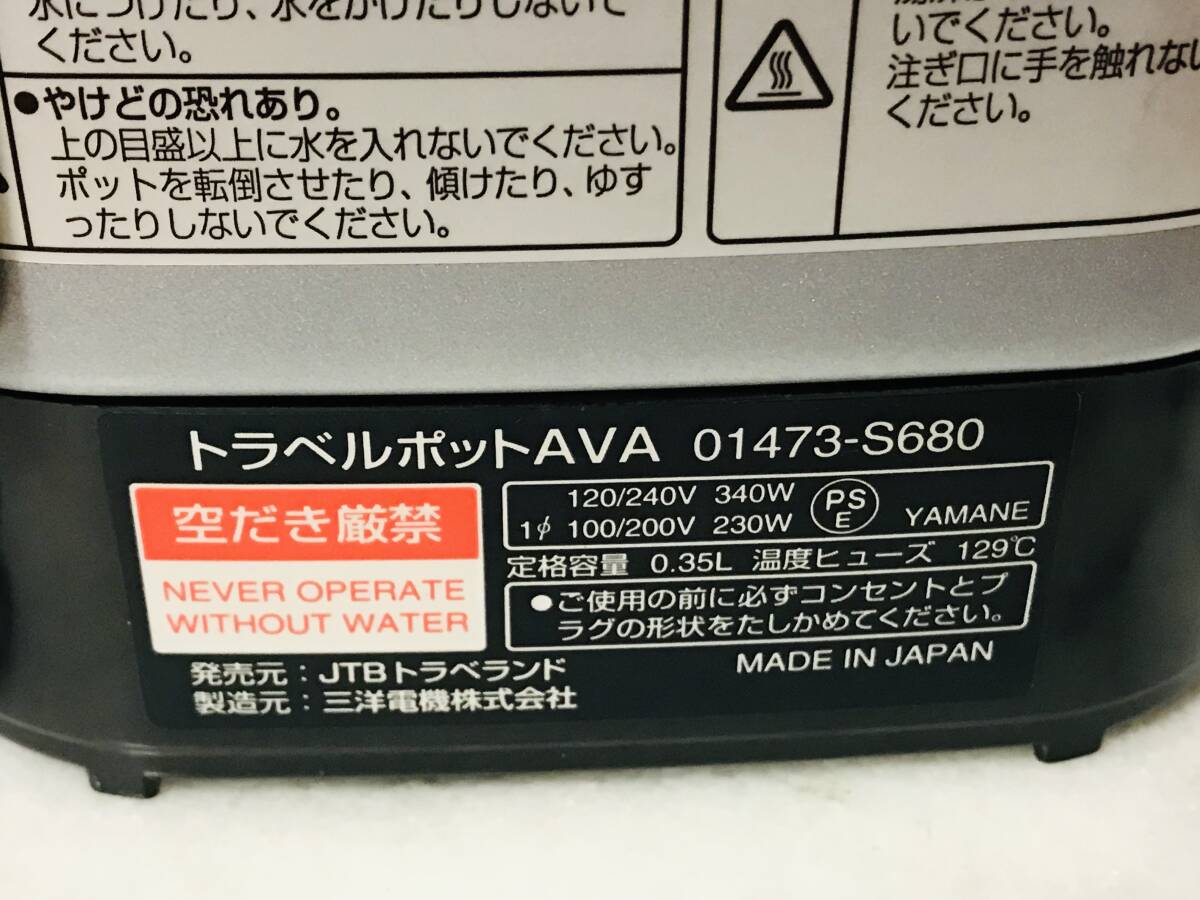 水につけたり、水をかけたりしないで
ください。
●やけどの恐れあり。
上の目盛以上に水を入れないでください。
ポットを転倒させたり、傾けたり、ゆす
ったりしないでください。
いでください。
注ぎ口に手を触れない
ください。
トラベルポットAVA 01473-S680
空だき厳禁
NEVER OPERATE
WITHOUT WATER
120/240V 340W
1φ 100/200V 230W
PS
E
YAMANE
定格容量 0.35L 温度ヒューズ 129℃
●ご使用の前に必ずコンセントとプ
ラグの形状をたしかめてください。
発売元：JTBトラベランド
製造元：三洋電機株式会社
MADE IN JAPAN